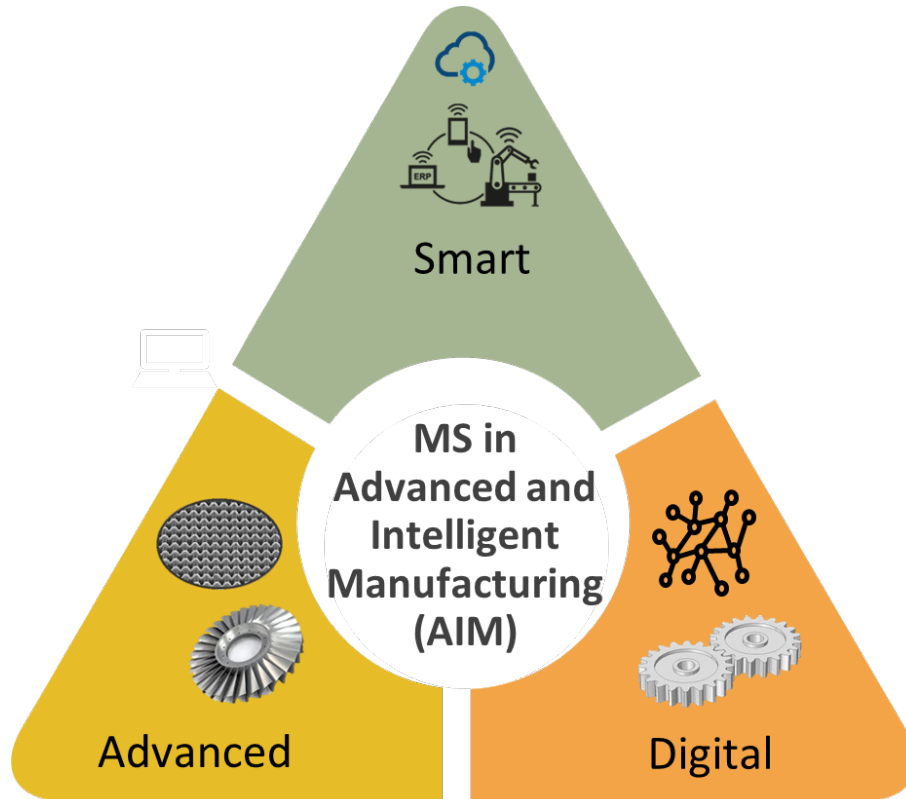 ERP
Smart
MS in
Advanced and
Intelligent
Manufacturing
(AIM)
Advanced
Digital